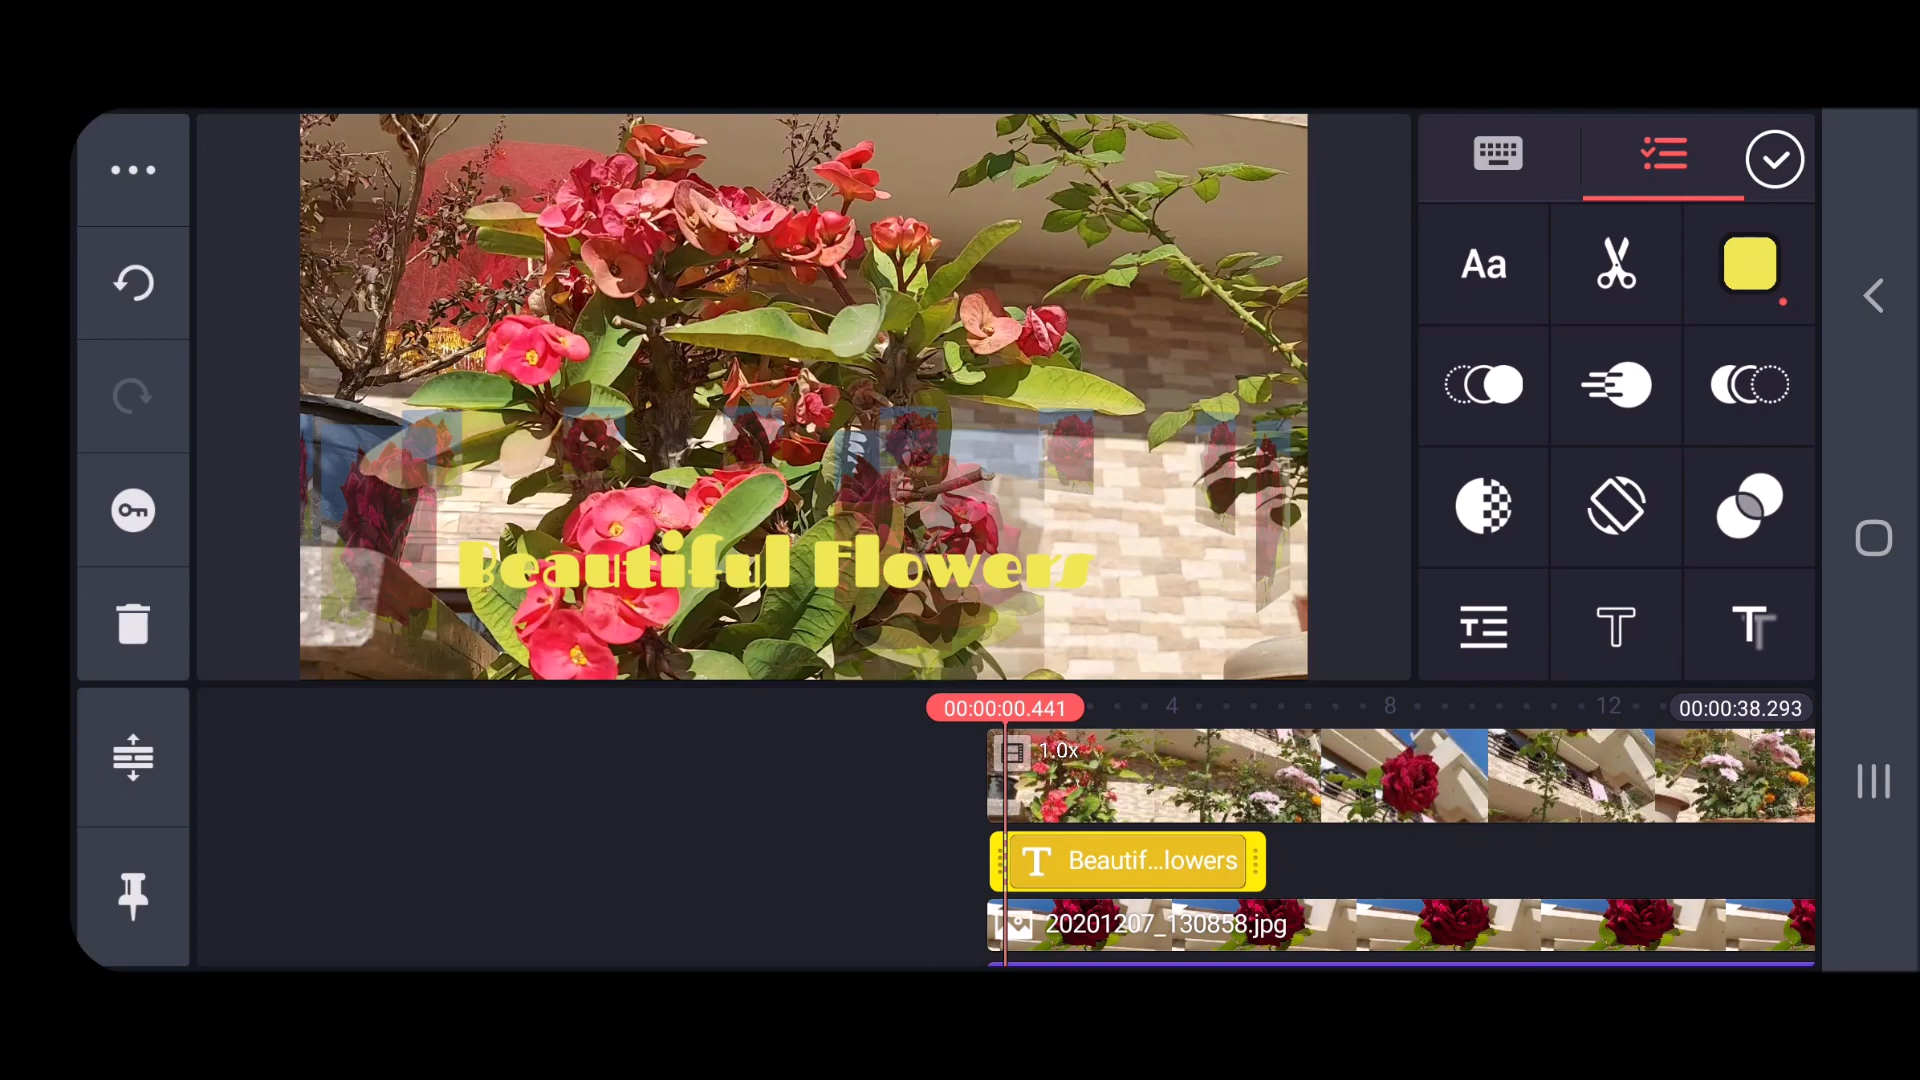 Aa
Beautiful Flowers
00:00:00.441
4
8
12
00:00:38.293
1.0x
T Beautif...lowers
20201207_130858.jpg